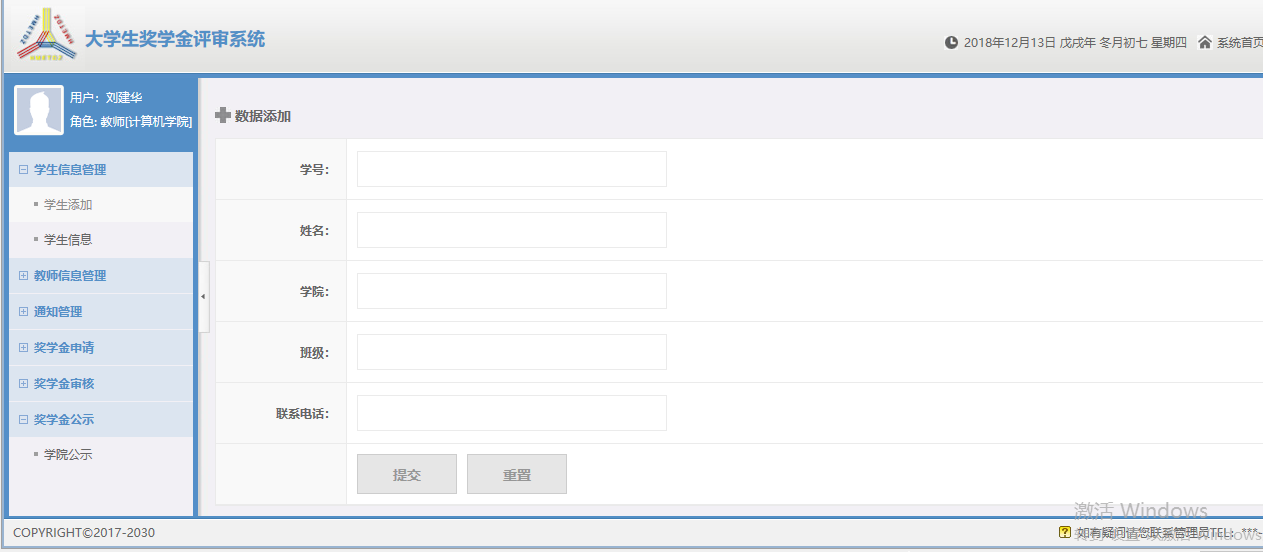 大学生奖学金评审系统
2018年12月13日 戊戌年 冬月初七 星期四 系统首页
用户：刘建华
角色: 教师[计算机学院]
学生信息管理
学生添加
学生信息
教师信息管理
通知管理
奖学金申请
奖学金审核
奖学金公示
学院公示
数据添加
学号：
姓名：
学院：
班级：
联系电话：
提交 重置
激活 Windows
COPYRIGHT©2017-2030
如有疑问请您联系管理员TEL：***-